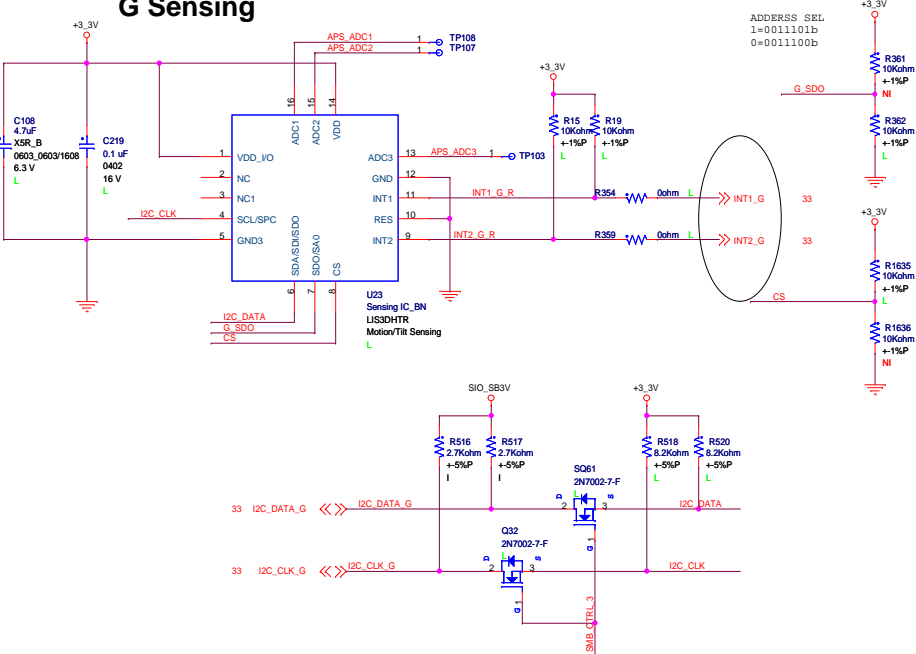 G Sensing
+3_3V
C108
4.7uF
X5R_B
0603_0603/1608
6.3 V
L
C219
0.1 uF
0402
16 V
L
APS_ADC1
1
TP108
APS_ADC2
1
TP107
16
15
14
ADC1
ADC2
VDD
1
VDD_I/O
2
NC
3
NC1
I2C_CLK
4
SCL/SPC
5
GND3
ADC3
13
APS_ADC3
1
TP103
GND
12
INT1
11
INT1_G_R
RES
10
INT2
9
INT2_G_R
SDA/SDI/SDO
SDO/SA0
CS
6
7
8
I2C_DATA
G_SDO
CS
U23
Sensing IC_BN
LIS3DHTR
Motion/Tilt Sensing
L
+3_3V
R15
10Kohm
+-1%P
L
R19
10Kohm
+-1%P
L
R354
0ohm
L
INT1_G
33
R359
0ohm
L
INT2_G
33
ADDERSS SEL
1=0011101b
0=0011100b
+3_3V
R361
10Kohm
+-1%P
NI
G_SDO
R362
10Kohm
+-1%P
L
+3_3V
R1635
10Kohm
+-1%P
L
CS
R1636
10Kohm
+-1%P
NI
SIO_SB3V
R516
2.7Kohm
+-5%P
I
R517
2.7Kohm
+-5%P
I
+3_3V
R518
8.2Kohm
+-5%P
L
R520
8.2Kohm
+-5%P
L
SQ61
2N7002-7-F
L
D
S
33
I2C_DATA_G
I2C_DATA_G
2
3
I2C_DATA
G
1
Q32
2N7002-7-F
L
D
S
33
I2C_CLK_G
I2C_CLK_G
2
3
I2C_CLK
G
1
SMB_CTRL_3